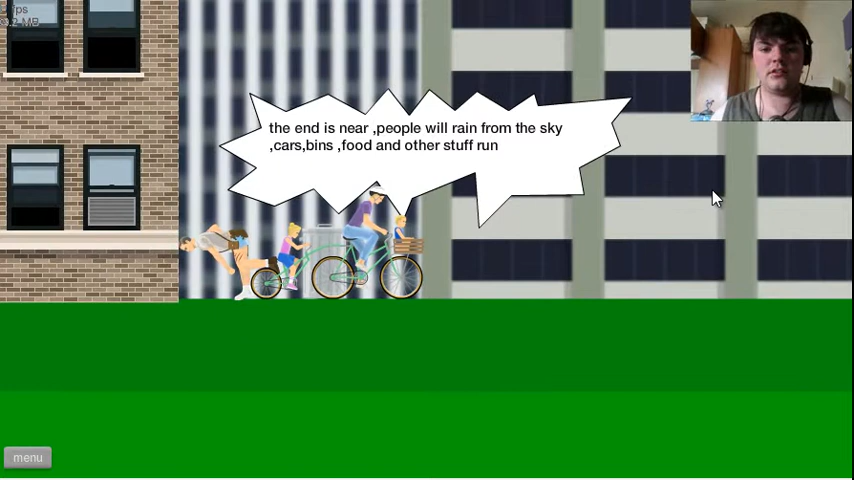 the end is near ,people will rain from the sky
,cars,bins ,food and other stuff run
menu